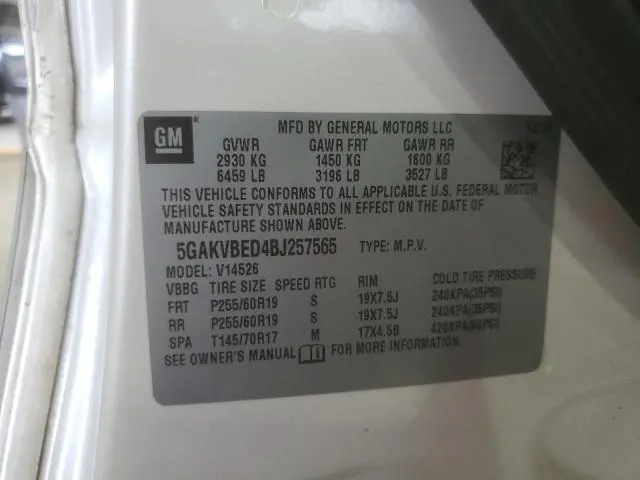 GM ®
MFD BY GENERAL MOTORS LLC
GVWR GAWR FRT GAWR RR
2930 KG 1450 KG 1600 KG
6459 LB 3196 LB 3527 LB
THIS VEHICLE CONFORMS TO ALL APPLICABLE U.S. FEDERAL MOTOR
VEHICLE SAFETY STANDARDS IN EFFECT ON THE DATE OF
MANUFACTURE SHOWN ABOVE.
5GAKVBED4BJ257565 TYPE: M.P.V.
MODEL: V14526
VBBG TIRE SIZE SPEED RTG RIM COLD TIRE PRESSURE
FRT P255/60R19 S 19X7.5J 240KPA(35PSI)
RR P255/60R19 S 19X7.5J 240KPA(35PSI)
SPA T145/70R17 M 17X4.5B 420KPA(60PSI)
SEE OWNER'S MANUAL FOR MORE INFORMATION.